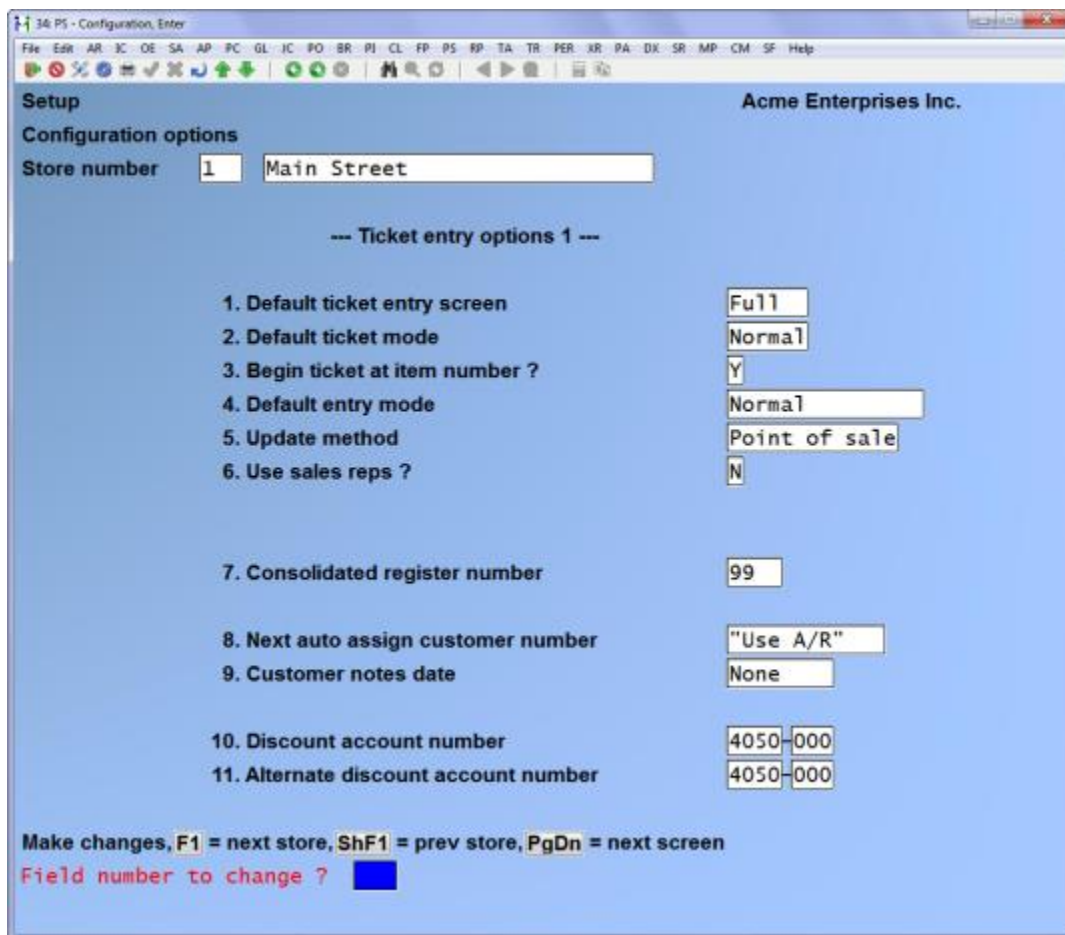 34: PS - Configuration, Enter
File Edit AR IC OE SA AP PC GL JC PO BR PI CL FP PS RP TA TR PER XR PA DX SR MP CM SF Help
Setup Acme Enterprises Inc.
Configuration options
Store number 1 Main Street
--- Ticket entry options 1 ---
1. Default ticket entry screen Full
2. Default ticket mode Normal
3. Begin ticket at item number ? Y
4. Default entry mode Normal
5. Update method Point of sale
6. Use sales reps ? N
7. Consolidated register number 99
8. Next auto assign customer number "Use A/R"
9. Customer notes date None
10. Discount account number 4050-000
11. Alternate discount account number 4050-000
Make changes, F1 = next store, ShF1 = prev store, PgDn = next screen
Field number to change ?